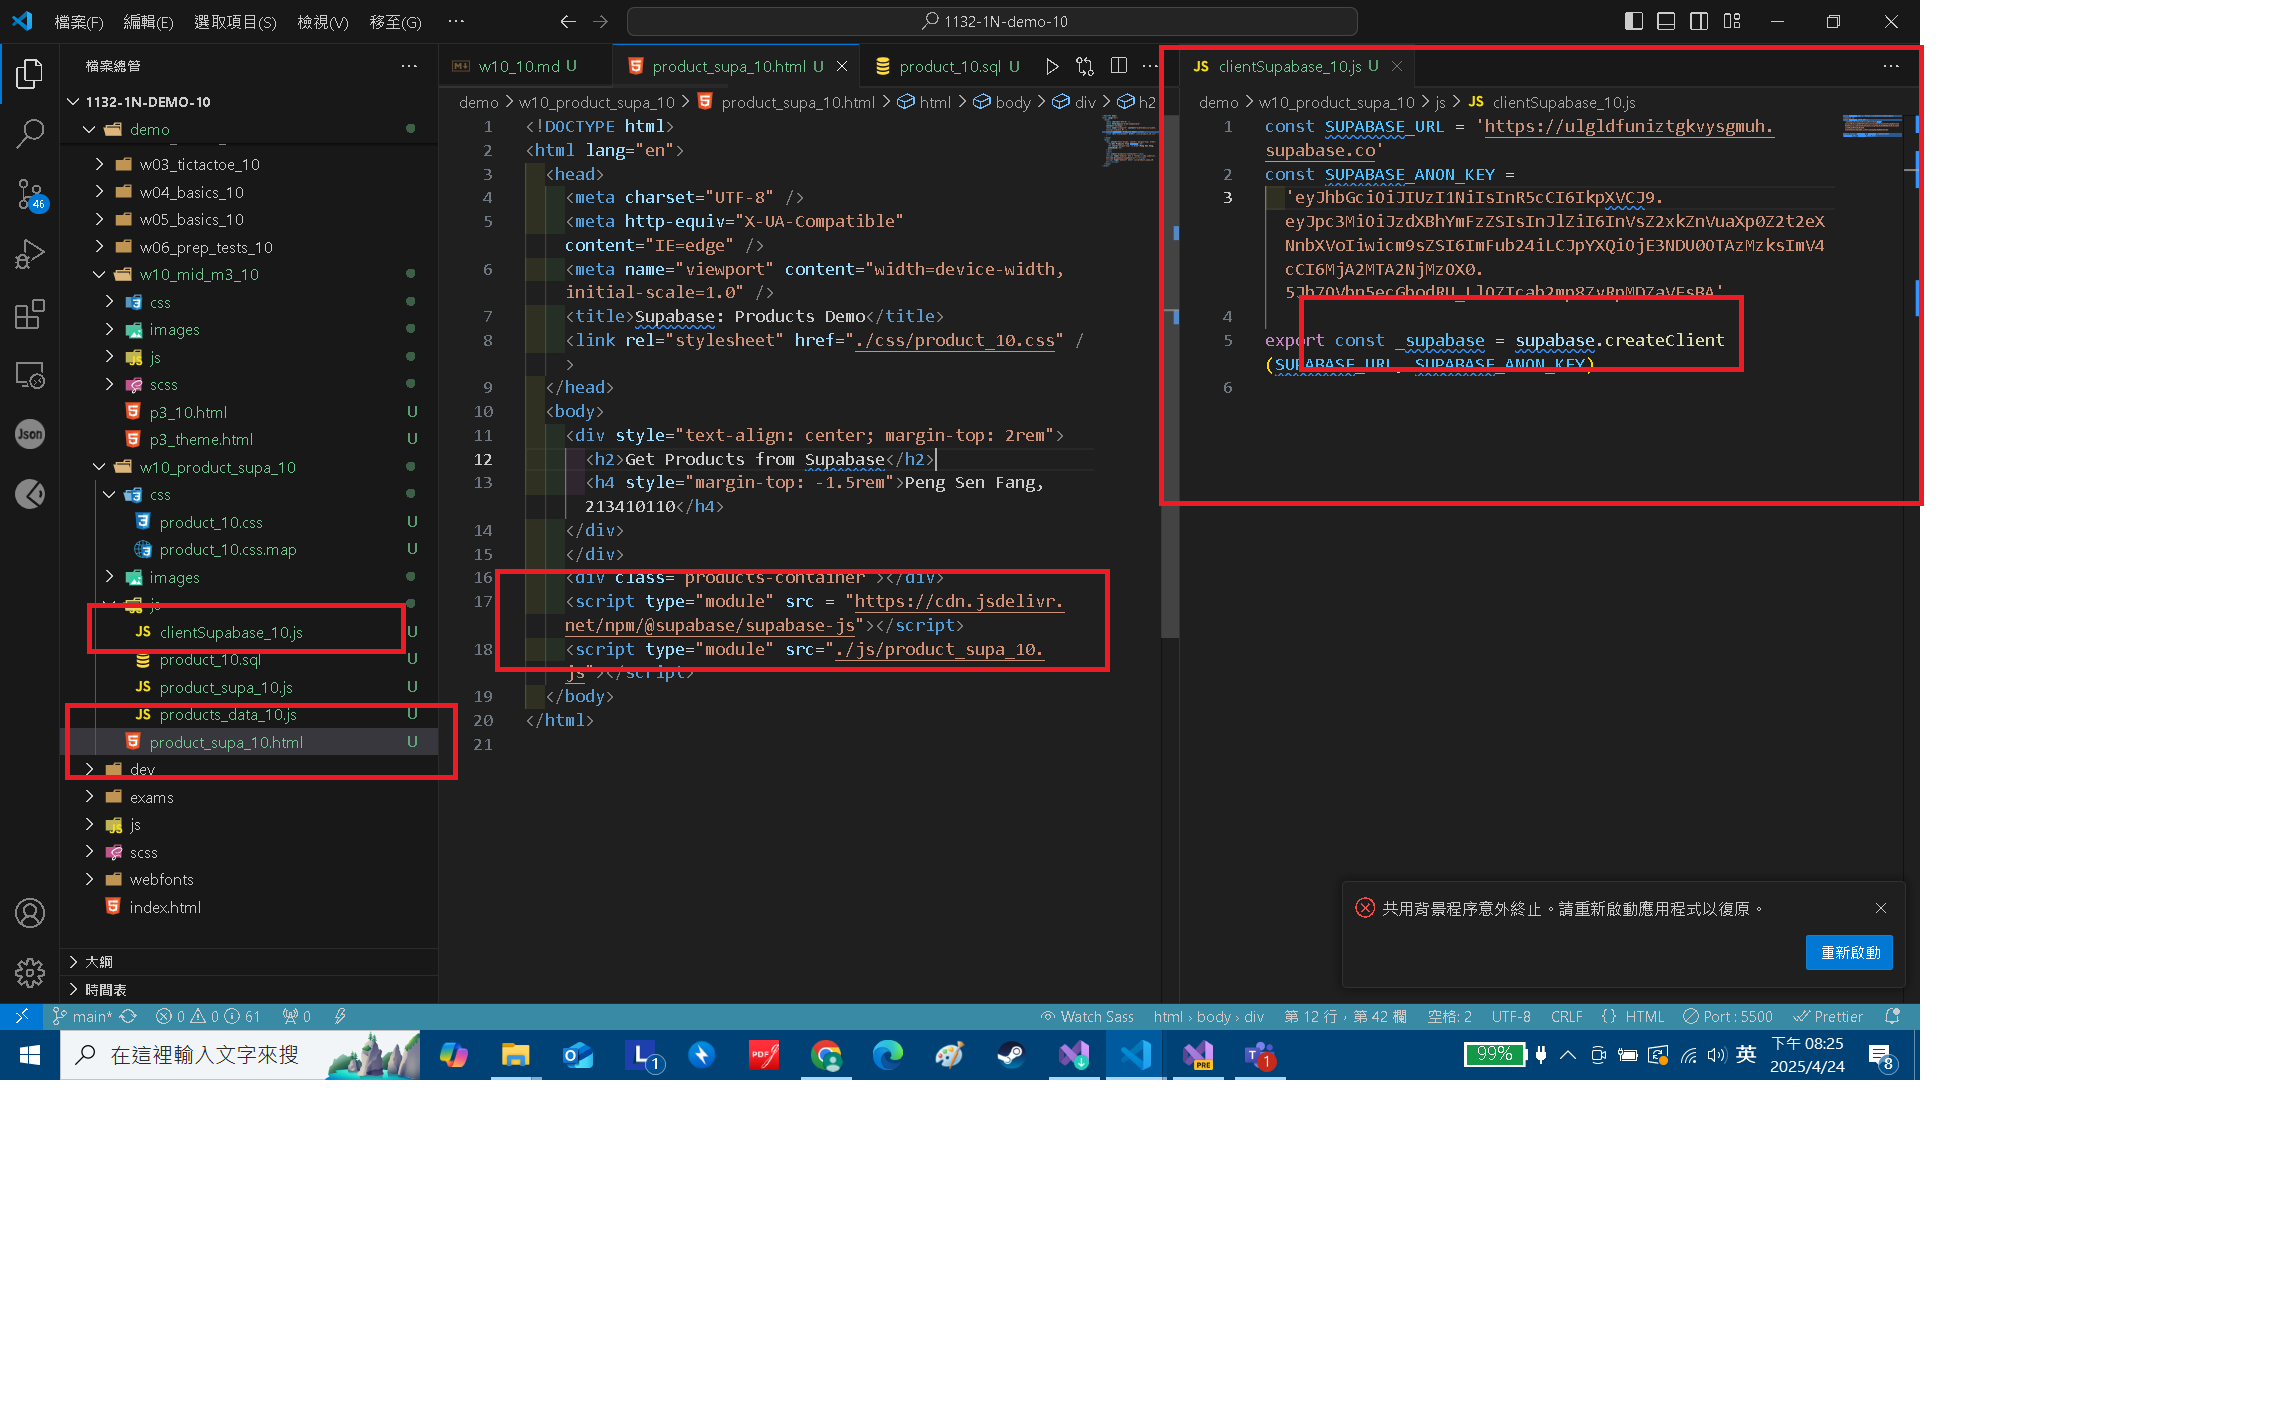 檔案(F) 編輯(E) 選取項目(S) 檢視(V) 移至(G) ··· 1132-1N-demo-10
檔案總管 ···
1132-1N-DEMO-10
demo
w03_tictactoe_10
w04_basics_10
w05_basics_10
w06_prep_tests_10
w10_mid_m3_10
css
images
js
scss
p3_10.html U
p3_theme.html U
w10_product_supa_10
css
product_10.css U
product_10.css.map U
images
js
clientSupabase_10.js U
product_10.sql U
product_supa_10.js U
products_data_10.js U
product_supa_10.html U
dev
exams
js
scss
webfonts
index.html
大綱
時間表
46
Json
w10_10.md U product_supa_10.html U product_10.sql U ···
demo > w10_product_supa_10 > product_supa_10.html > html > body > div > h2
1 <!DOCTYPE html>
2 <html lang="en">
3 <head>
4 <meta charset="UTF-8" />
5 <meta http-equiv="X-UA-Compatible"
content="IE=edge" />
6 <meta name="viewport" content="width=device-width,
initial-scale=1.0" />
7 <title>Supabase: Products Demo</title>
8 <link rel="stylesheet" href="./css/product_10.css" /
>
9 </head>
10 <body>
11 <div style="text-align: center; margin-top: 2rem">
12 <h2>Get Products from Supabase</h2>
13 <h4 style="margin-top: -1.5rem">Peng Sen Fang,
213410110</h4>
14 </div>
15 </div>
16 <div class="products-container"></div>
17 <script type="module" src = "https://cdn.jsdelivr.
net/npm/@supabase/supabase-js"></script>
18 <script type="module" src="./js/product_supa_10.
js"></script>
19 </body>
20 </html>
21
clientSupabase_10.js U ···
demo > w10_product_supa_10 > js > clientSupabase_10.js
1 const SUPABASE_URL = 'https://ulgldfuniztgkvysgmuh.
supabase.co'
2 const SUPABASE_ANON_KEY =
3 'eyJhbGciOiJIUzI1NiIsInR5cCI6IkpXVCJ9.
eyJpc3MiOiJzdXBhYmFzZSIsInJlZiI6InVsZ2xkZnVuaXp0Z2t2eX
NnbXVoIiwicm9sZSI6ImFub24iLCJpYXQiOjE3NDU0OTAzMzksImV4
cCI6MjA2MTA2NjMzOX0.
4
5 export const _supabase = supabase.createClient
(SUPABASE_URL, SUPABASE_ANON_KEY)
6
共用背景程序意外終止。請重新啟動應用程式以復原。
重新啟動
main* 0 0 61 0 Watch Sass html › body › div 第 12 行，第 42 欄 空格: 2 UTF-8 CRLF {} HTML Port : 5500 Prettier
在這裡輸入文字來搜 L 1 PDF PRE 1 99% 英 下午 08:25
2025/4/24 8